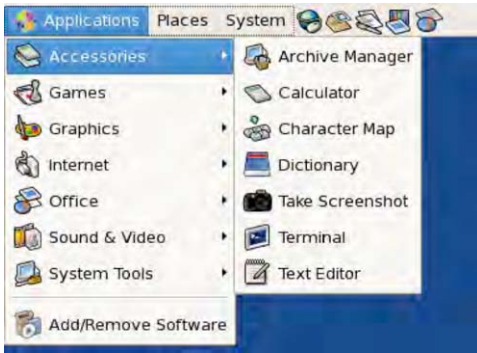 Applications Places System
Accessories
Games
Graphics
Internet
Office
Sound & Video
System Tools
Add/Remove Software
Archive Manager
Calculator
Character Map
Dictionary
Take Screenshot
Terminal
Text Editor